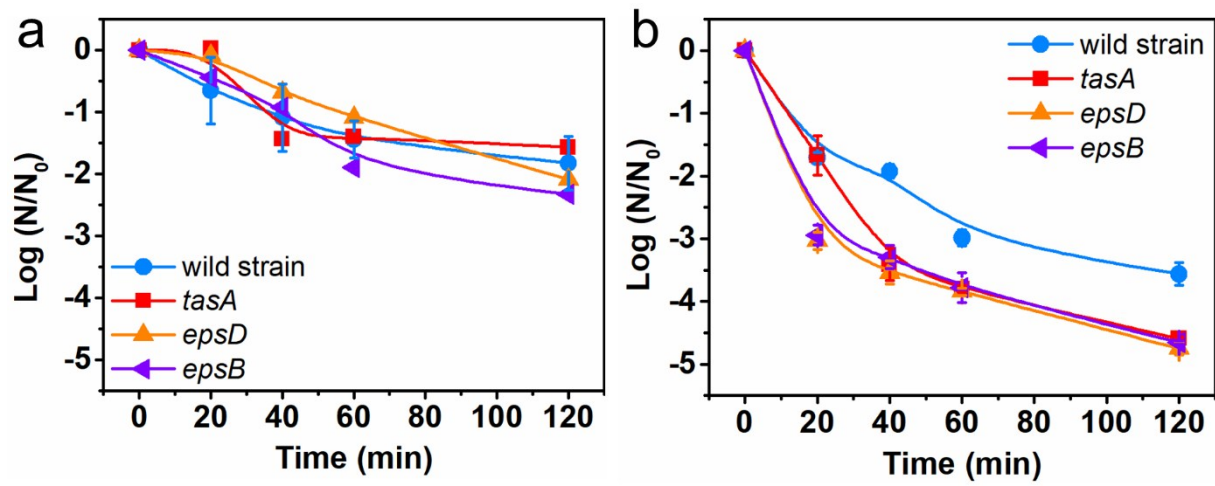 a
0
-1
-2
-3
-4
-5
Log (N/N₀)
wild strain
tasA
epsD
epsB
0 20 40 60 80 100 120
Time (min)
b
0
-1
-2
-3
-4
-5
Log (N/N₀)
wild strain
tasA
epsD
epsB
0 20 40 60 80 100 120
Time (min)